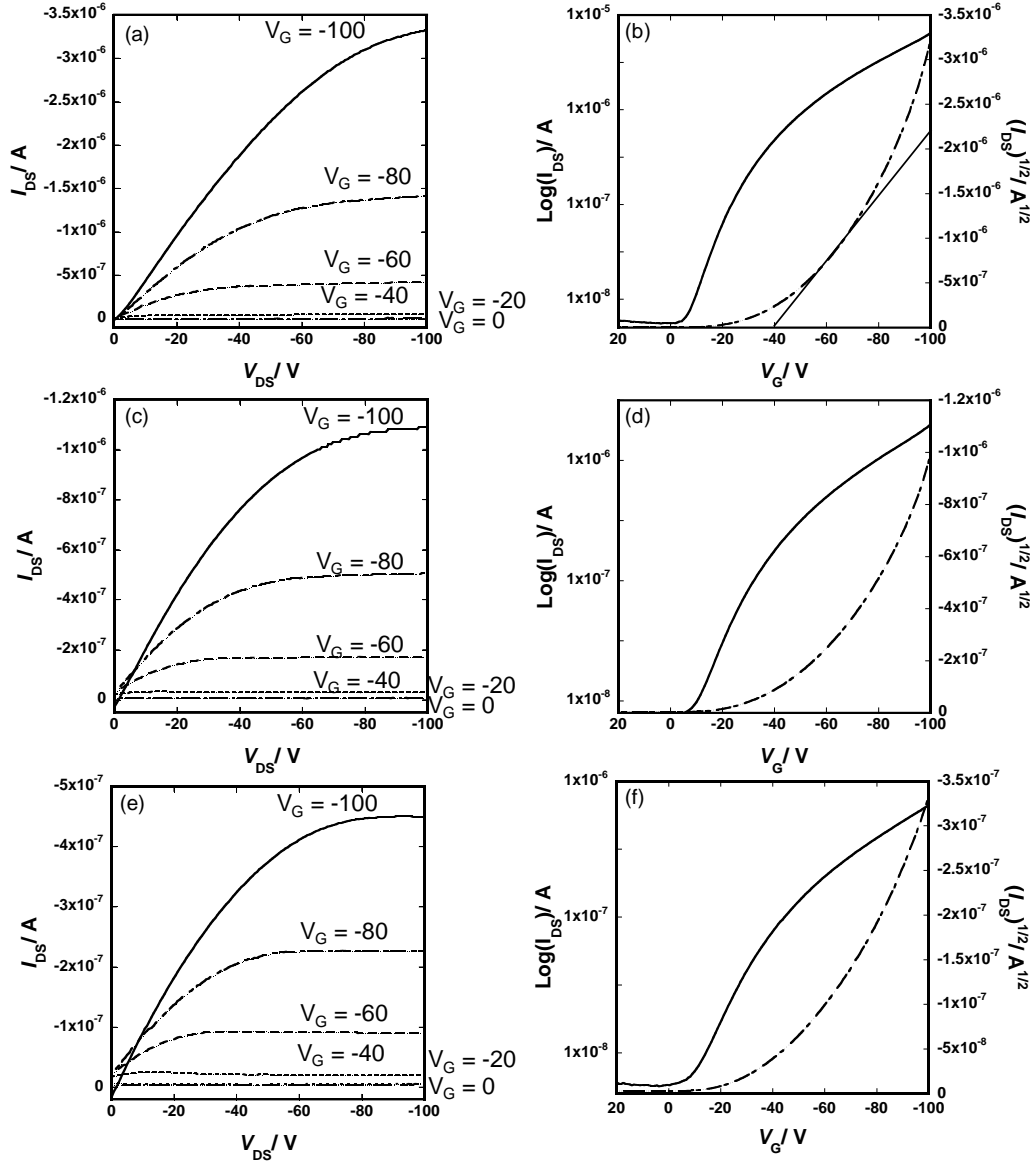 (a)
V_G = -100
V_G = -80
V_G = -60
V_G = -40
V_G = -20
V_G = 0
-3.5x10^-6
-3x10^-6
-2.5x10^-6
-2x10^-6
-1.5x10^-6
-1x10^-6
-5x10^-7
0
I_DS/ A
0 -20 -40 -60 -80 -100
V_DS/ V
(b)
1x10^-5
1x10^-6
1x10^-7
1x10^-8
Log(I_DS)/ A
-3.5x10^-6
-3x10^-6
-2.5x10^-6
-2x10^-6
-1.5x10^-6
-1x10^-6
-5x10^-7
0
(I_DS)^1/2/ A^1/2
20 0 -20 -40 -60 -80 -100
V_G/ V
(c)
V_G = -100
V_G = -80
V_G = -60
V_G = -40
V_G = -20
V_G = 0
-1.2x10^-6
-1x10^-6
-8x10^-7
-6x10^-7
-4x10^-7
-2x10^-7
0
I_DS/ A
0 -20 -40 -60 -80 -100
V_DS/ V
(d)
1x10^-6
1x10^-7
1x10^-8
Log(I_DS)/ A
-1.2x10^-6
-1x10^-6
-8x10^-7
-6x10^-7
-4x10^-7
-2x10^-7
0
(I_DS)^1/2/ A^1/2
20 0 -20 -40 -60 -80 -100
V_G/ V
(e)
V_G = -100
V_G = -80
V_G = -60
V_G = -40
V_G = -20
V_G = 0
-5x10^-7
-4x10^-7
-3x10^-7
-2x10^-7
-1x10^-7
0
I_DS/ A
0 -20 -40 -60 -80 -100
V_DS/ V
(f)
1x10^-6
1x10^-7
1x10^-8
Log(I_DS)/ A
-3.5x10^-7
-3x10^-7
-2.5x10^-7
-2x10^-7
-1.5x10^-7
-1x10^-7
-5x10^-8
0
(I_DS)^1/2/ A^1/2
20 0 -20 -40 -60 -80 -100
V_G/ V